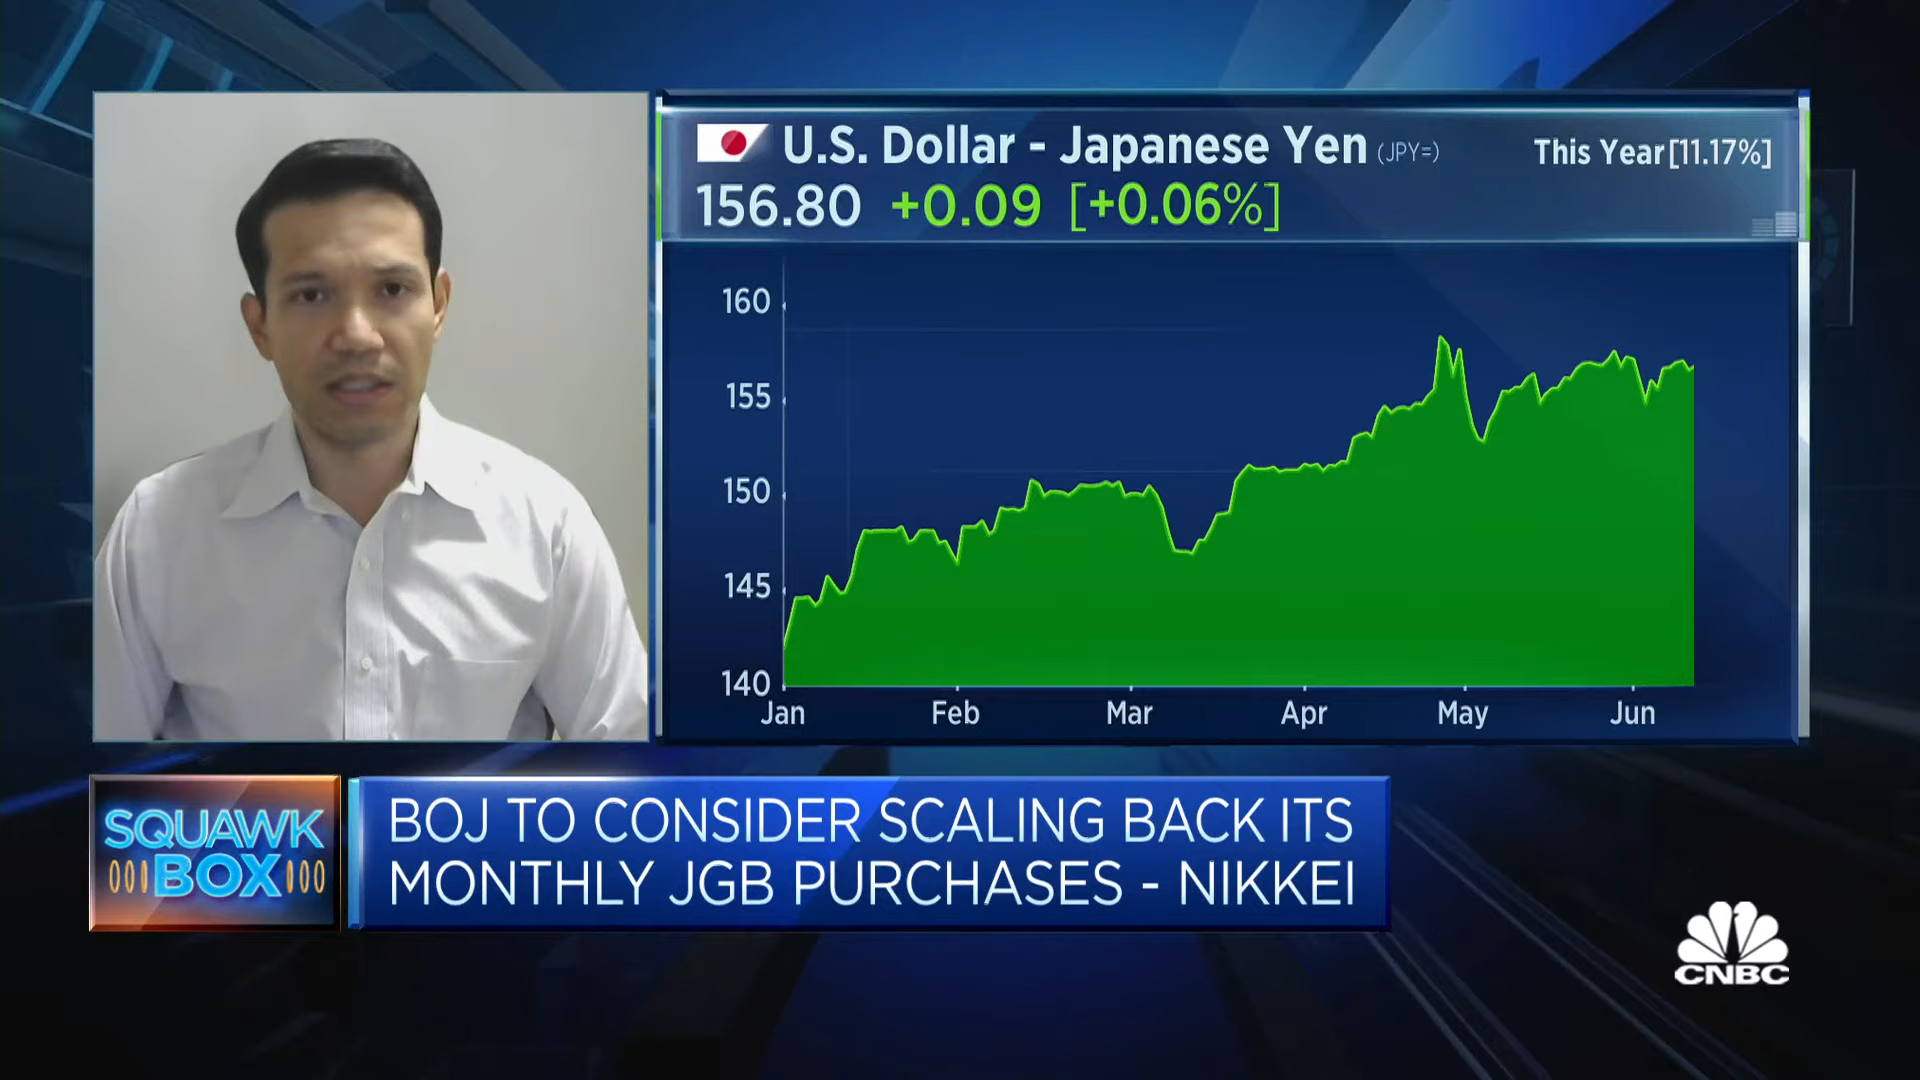 U.S. Dollar - Japanese Yen (JPY=)
This Year[11.17%]
156.80 +0.09 [+0.06%]
160
155
150
145
140
Jan Feb Mar Apr May Jun
SQUAWK
BOX
BOJ TO CONSIDER SCALING BACK ITS
MONTHLY JGB PURCHASES - NIKKEI
CNBC